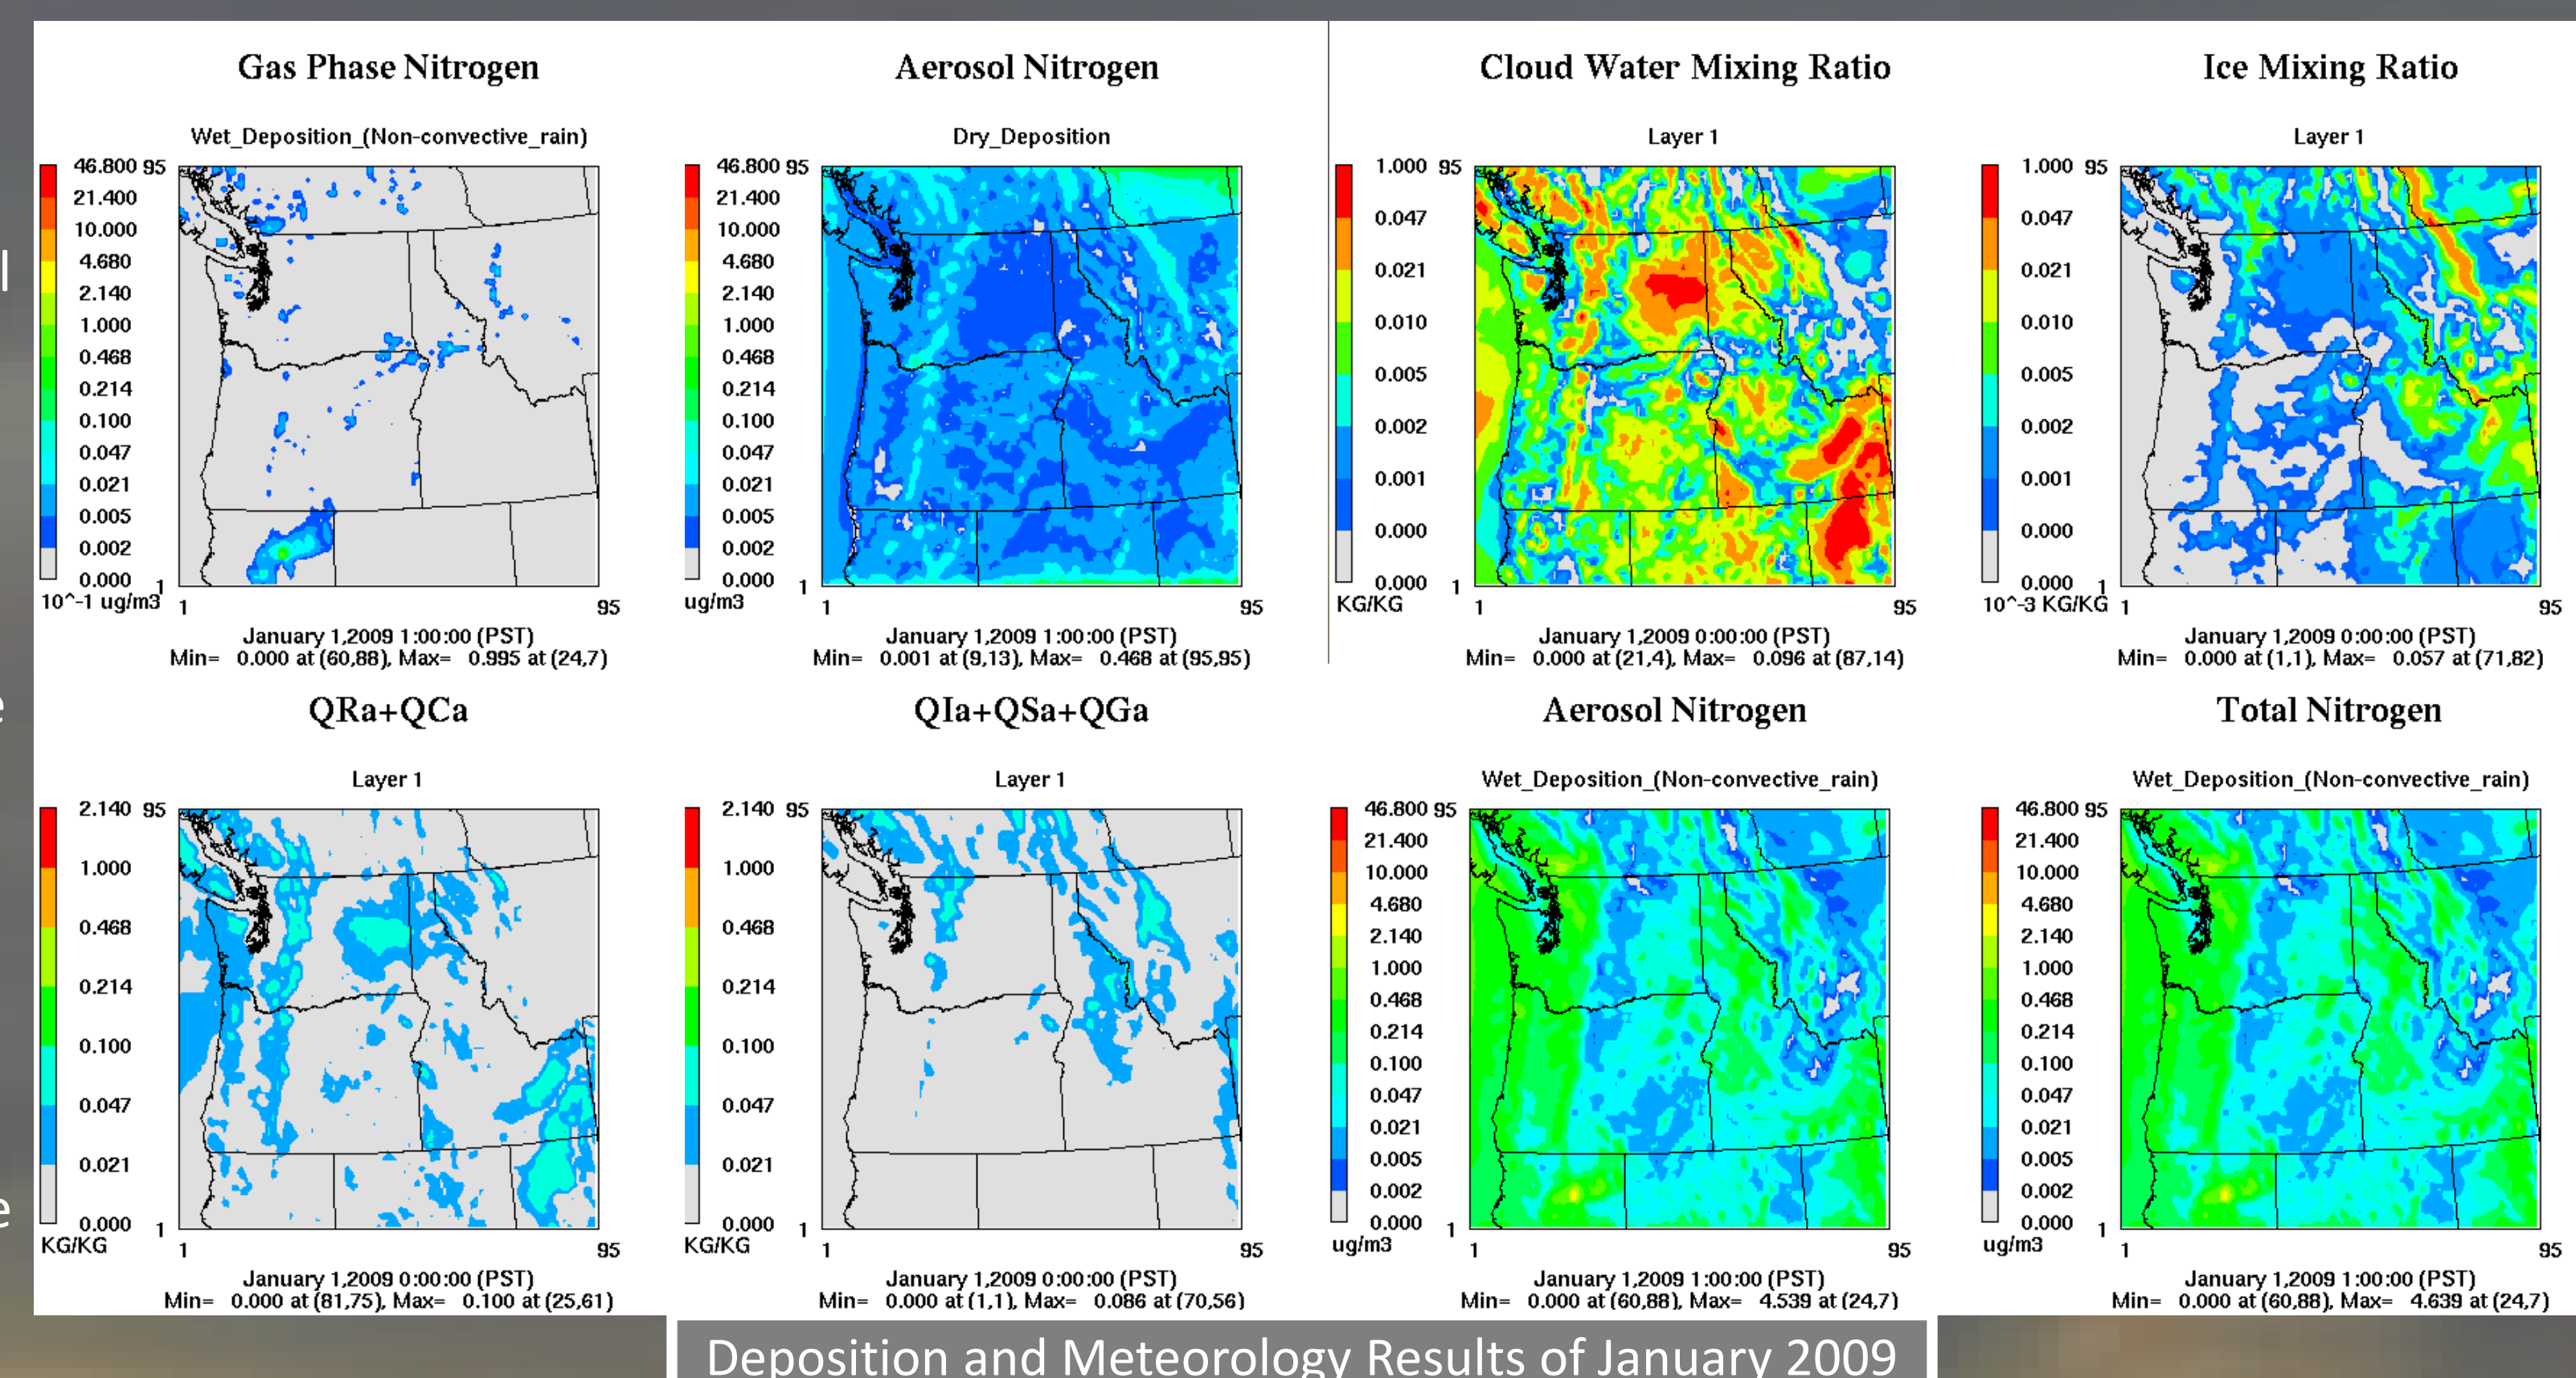 Gas Phase Nitrogen
Wet_Deposition_(Non-convective_rain)
46.800 95
21.400
10.000
4.680
2.140
1.000
0.468
0.214
0.100
0.047
0.021
0.005
0.002
0.000 1
10^-1 ug/m3 1 95
January 1,2009 1:00:00 (PST)
Min= 0.000 at (60,88), Max= 0.995 at (24,7)
Aerosol Nitrogen
Dry_Deposition
46.800 95
21.400
10.000
4.680
2.140
1.000
0.468
0.214
0.100
0.047
0.021
0.005
0.002
0.000 1
ug/m3 1 95
January 1,2009 1:00:00 (PST)
Min= 0.001 at (9,13), Max= 0.468 at (95,95)
Cloud Water Mixing Ratio
Layer 1
1.000 95
0.047
0.021
0.010
0.005
0.002
0.001
0.000
0.000 1
KG/KG 1 95
January 1,2009 0:00:00 (PST)
Min= 0.000 at (21,4), Max= 0.096 at (87,14)
Ice Mixing Ratio
Layer 1
1.000 95
0.047
0.021
0.010
0.005
0.002
0.001
0.000
0.000 1
10^-3 KG/KG 1 95
January 1,2009 0:00:00 (PST)
Min= 0.000 at (1,1), Max= 0.057 at (71,82)
QRa+QCa
Layer 1
2.140 95
1.000
0.468
0.214
0.100
0.047
0.021
0.000 1
KG/KG 1 95
January 1,2009 0:00:00 (PST)
Min= 0.000 at (81,75), Max= 0.100 at (25,61)
QIa+QSa+QGa
Layer 1
2.140 95
1.000
0.468
0.214
0.100
0.047
0.021
0.000 1
KG/KG 1 95
January 1,2009 0:00:00 (PST)
Min= 0.000 at (1,1), Max= 0.086 at (70,56)
Aerosol Nitrogen
Wet_Deposition_(Non-convective_rain)
46.800 95
21.400
10.000
4.680
2.140
1.000
0.468
0.214
0.100
0.047
0.021
0.005
0.002
0.000 1
ug/m3 1 95
January 1,2009 1:00:00 (PST)
Min= 0.000 at (60,88), Max= 4.539 at (24,7)
Total Nitrogen
Wet_Deposition_(Non-convective_rain)
46.800 95
21.400
10.000
4.680
2.140
1.000
0.468
0.214
0.100
0.047
0.021
0.005
0.002
0.000 1
ug/m3 1 95
January 1,2009 1:00:00 (PST)
Min= 0.000 at (60,88), Max= 4.639 at (24,7)
Deposition and Meteorology Results of January 2009